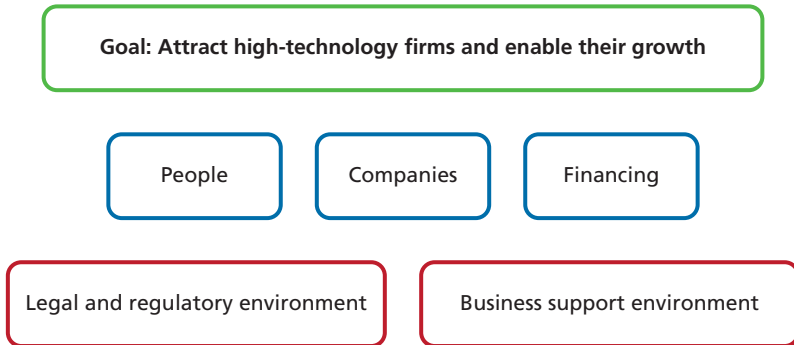 Goal: Attract high-technology firms and enable their growth
People
Companies
Financing
Legal and regulatory environment
Business support environment